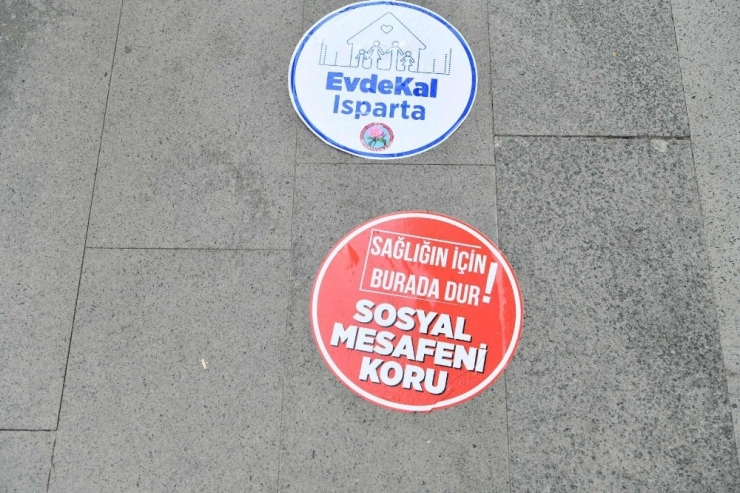 EvdeKal
Isparta
SAĞLIĞIN İÇİN
BURADA DUR!
SOSYAL
MESAFENİ
KORU